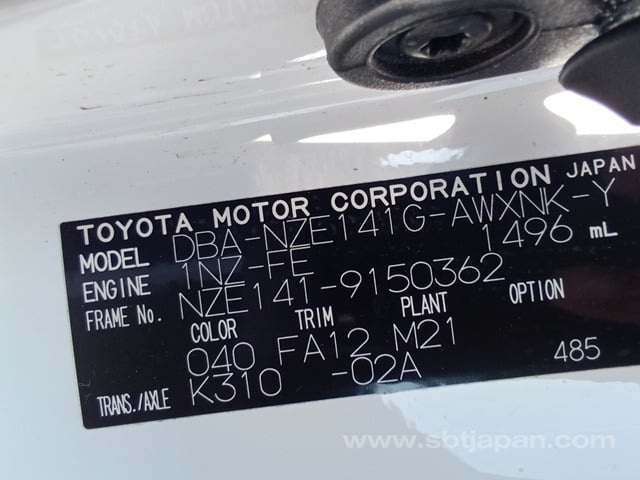 TOYOTA MOTOR CORPORATION JAPAN
MODEL DBA-NZE141G-AWXNK-Y
ENGINE 1NZ-FE 1496 mL
FRAME No. NZE141-9150362
COLOR TRIM PLANT OPTION
040 FA12 M21
TRANS./AXLE K310 -02A 485
www.sbtjapan.com